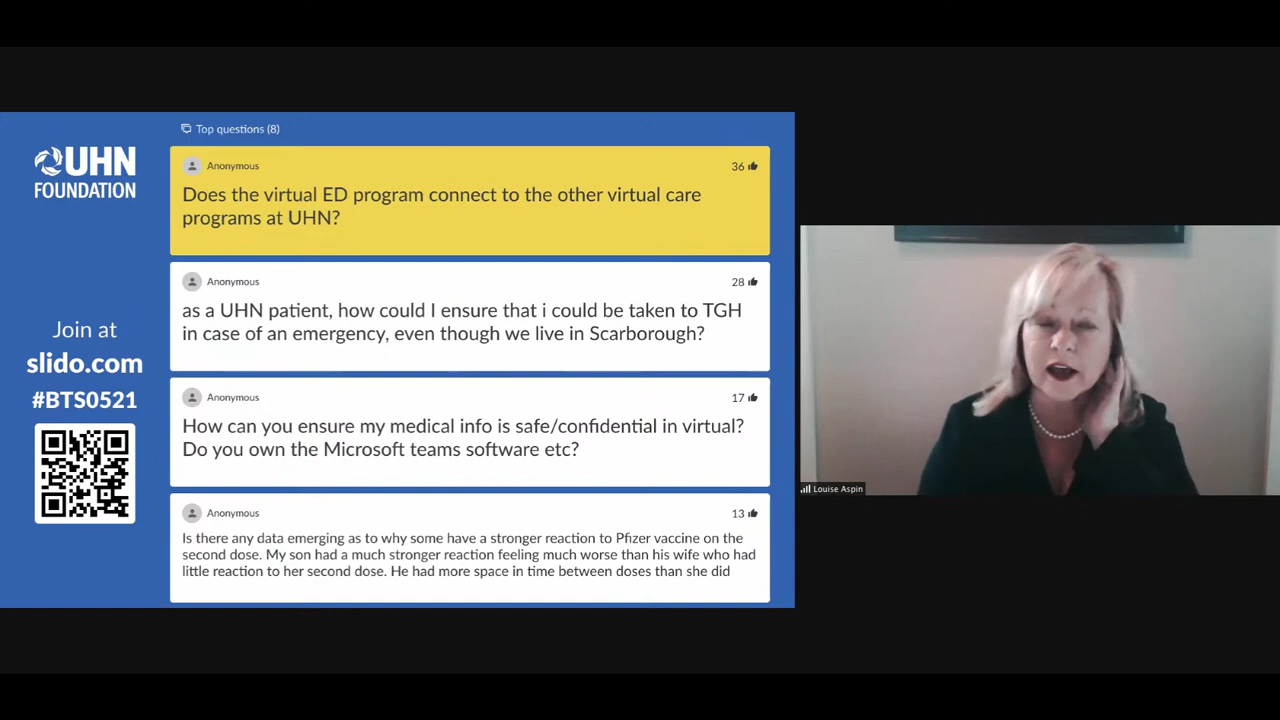 UHN
FOUNDATION
Join at
slido.com
#BTS0521
Top questions (8)
Anonymous
36
Does the virtual ED program connect to the other virtual care
programs at UHN?
Anonymous
28
as a UHN patient, how could I ensure that i could be taken to TGH
in case of an emergency, even though we live in Scarborough?
Anonymous
17
How can you ensure my medical info is safe/confidential in virtual?
Do you own the Microsoft teams software etc?
Anonymous
13
Is there any data emerging as to why some have a stronger reaction to Pfizer vaccine on the
second dose. My son had a much stronger reaction feeling much worse than his wife who had
little reaction to her second dose. He had more space in time between doses than she did
Louise Aspin